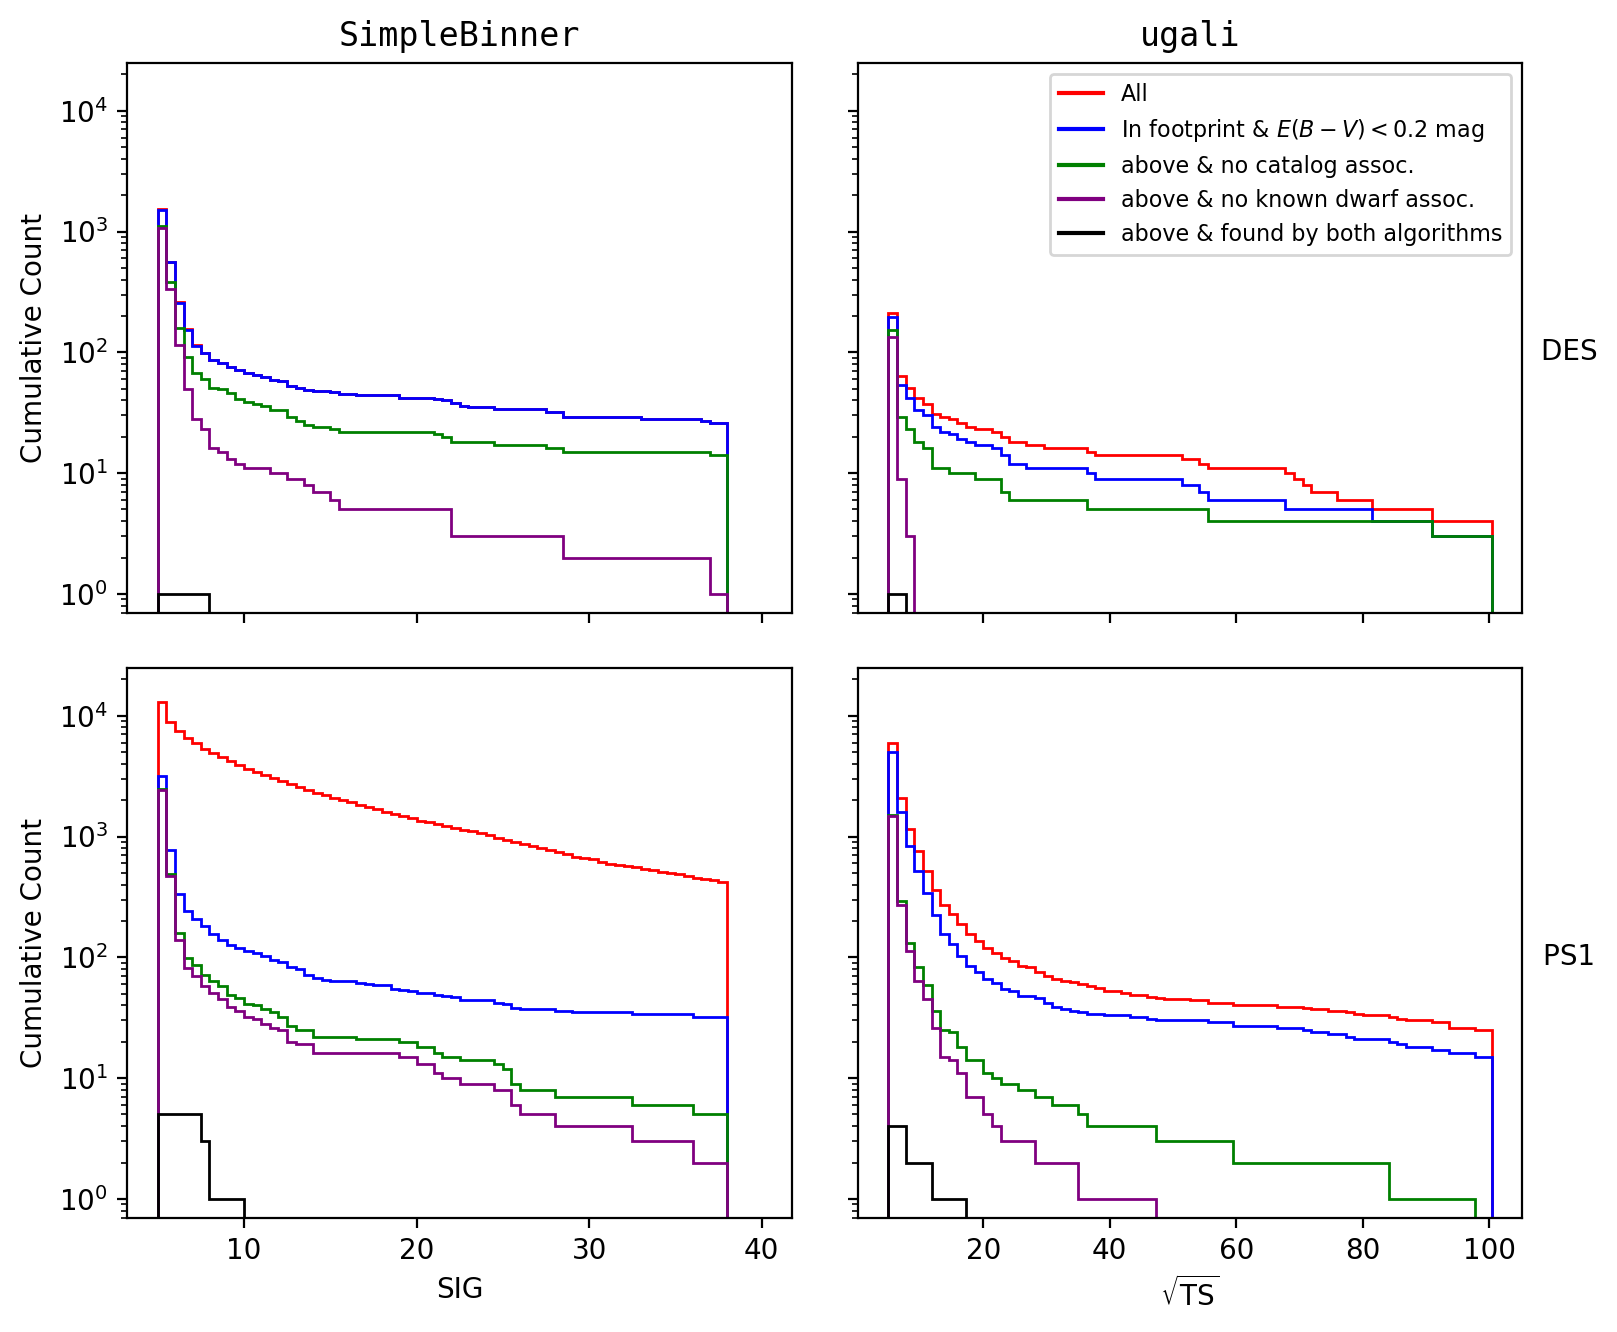 SimpleBinner
ugali
Cumulative Count
10⁴
10³
10²
10¹
10⁰
All
In footprint & E(B − V) < 0.2 mag
above & no catalog assoc.
above & no known dwarf assoc.
above & found by both algorithms
DES
Cumulative Count
10⁴
10³
10²
10¹
10⁰
10 20 30 40
SIG
20 40 60 80 100
√TS
PS1